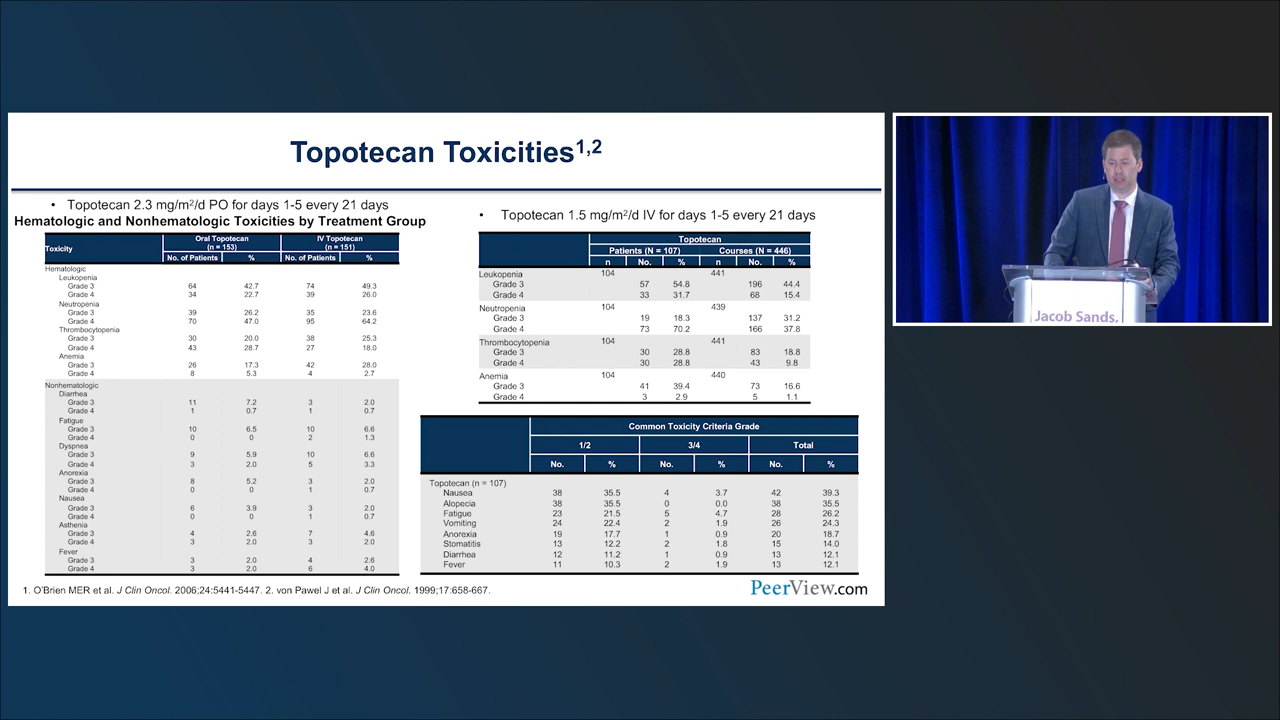 Topotecan Toxicities1,2
• Topotecan 2.3 mg/m2/d PO for days 1-5 every 21 days
Hematologic and Nonhematologic Toxicities by Treatment Group
Toxicity Oral Topotecan (n = 153) IV Topotecan (n = 151)
No. of Patients % No. of Patients %
Hematologic
Leukopenia
Grade 3 64 42.7 74 49.3
Grade 4 34 22.7 39 26.0
Neutropenia
Grade 3 39 26.2 35 23.6
Grade 4 70 47.0 95 64.2
Thrombocytopenia
Grade 3 30 20.0 38 25.3
Grade 4 43 28.7 27 18.0
Anemia
Grade 3 26 17.3 42 28.0
Grade 4 8 5.3 4 2.7
Nonhematologic
Diarrhea
Grade 3 11 7.2 3 2.0
Grade 4 1 0.7 1 0.7
Fatigue
Grade 3 10 6.5 10 6.6
Grade 4 0 0 2 1.3
Dyspnea
Grade 3 9 5.9 10 6.6
Grade 4 3 2.0 5 3.3
Anorexia
Grade 3 8 5.2 3 2.0
Grade 4 0 0 1 0.7
Nausea
Grade 3 6 3.9 3 2.0
Grade 4 0 0 1 0.7
Asthenia
Grade 3 4 2.6 7 4.6
Grade 4 3 2.0 3 2.0
Fever
Grade 3 3 2.0 4 2.6
Grade 4 3 2.0 6 4.0
• Topotecan 1.5 mg/m2/d IV for days 1-5 every 21 days
Topotecan
Patients (N = 107) Courses (N = 446)
n No. % n No. %
Leukopenia 104 441
Grade 3 57 54.8 196 44.4
Grade 4 33 31.7 68 15.4
Neutropenia 104 439
Grade 3 19 18.3 137 31.2
Grade 4 73 70.2 166 37.8
Thrombocytopenia 104 441
Grade 3 30 28.8 83 18.8
Grade 4 30 28.8 43 9.8
Anemia 104 440
Grade 3 41 39.4 73 16.6
Grade 4 3 2.9 5 1.1
Common Toxicity Criteria Grade
1/2 3/4 Total
No. % No. % No. %
Topotecan (n = 107)
Nausea 38 35.5 4 3.7 42 39.3
Alopecia 38 35.5 0 0.0 38 35.5
Fatigue 23 21.5 5 4.7 28 26.2
Vomiting 24 22.4 2 1.9 26 24.3
Anorexia 19 17.7 1 0.9 20 18.7
Stomatitis 13 12.2 2 1.8 15 14.0
Diarrhea 12 11.2 1 0.9 13 12.1
Fever 11 10.3 2 1.9 13 12.1
1. O'Brien MER et al. J Clin Oncol. 2006;24:5441-5447. 2. von Pawel J et al. J Clin Oncol. 1999;17:658-667.
PeerView.com
Jacob Sands,